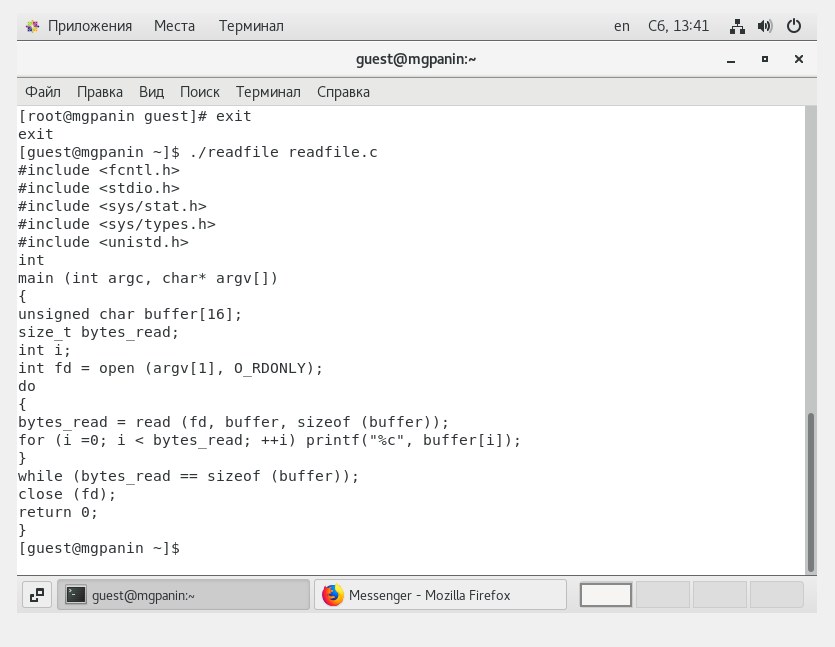 Приложения Места Терминал en Сб, 13:41
guest@mgpanin:~
Файл Правка Вид Поиск Терминал Справка
[root@mgpanin guest]# exit
exit
[guest@mgpanin ~]$ ./readfile readfile.c
#include <fcntl.h>
#include <stdio.h>
#include <sys/stat.h>
#include <sys/types.h>
#include <unistd.h>
int
main (int argc, char* argv[])
{
unsigned char buffer[16];
size_t bytes_read;
int i;
int fd = open (argv[1], O_RDONLY);
do
{
bytes_read = read (fd, buffer, sizeof (buffer));
for (i =0; i < bytes_read; ++i) printf("%c", buffer[i]);
}
while (bytes_read == sizeof (buffer));
close (fd);
return 0;
}
[guest@mgpanin ~]$
guest@mgpanin:~ Messenger - Mozilla Firefox